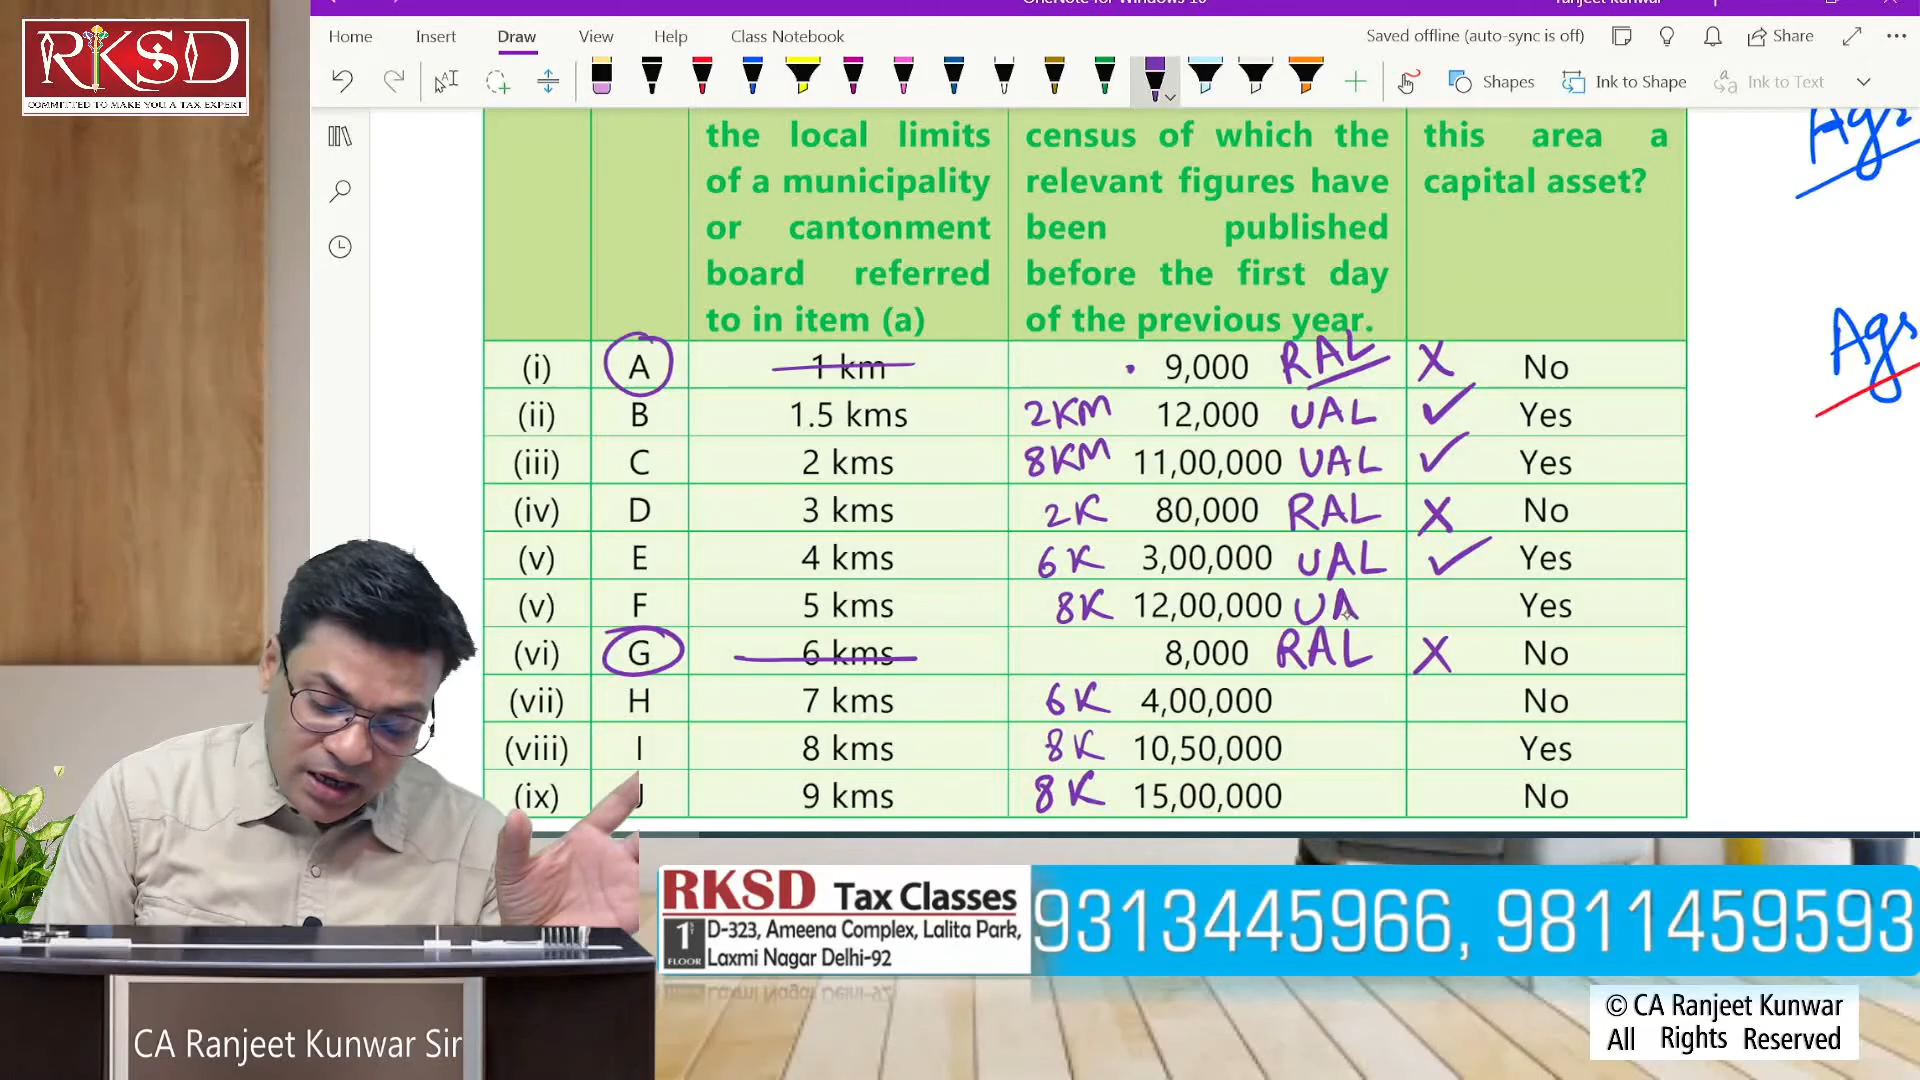 RKSD
COMMITTED TO MAKE YOU A TAX EXPERT
OneNote for Windows 10
ranjeet kunwar
Home Insert Draw View Help Class Notebook
Saved offline (auto-sync is off)
Share
Shapes
Ink to Shape
Ink to Text
the local limits of a municipality or cantonment board referred to in item (a)
census of which the relevant figures have been published before the first day of the previous year.
this area a capital asset?
(i) A 1 km 9,000 RAL X No
(ii) B 1.5 kms 2KM 12,000 UAL ✓ Yes
(iii) C 2 kms 8KM 11,00,000 UAL ✓ Yes
(iv) D 3 kms 2K 80,000 RAL X No
(v) E 4 kms 6K 3,00,000 UAL ✓ Yes
(v) F 5 kms 8K 12,00,000 UA Yes
(vi) G 6 kms 8,000 RAL X No
(vii) H 7 kms 6K 4,00,000 No
(viii) I 8 kms 8K 10,50,000 Yes
(ix) J 9 kms 8K 15,00,000 No
RKSD Tax Classes
1ST FLOOR
D-323, Ameena Complex, Lalita Park,
Laxmi Nagar Delhi-92
9313445966, 9811459593
CA Ranjeet Kunwar Sir
© CA Ranjeet Kunwar
All Rights Reserved